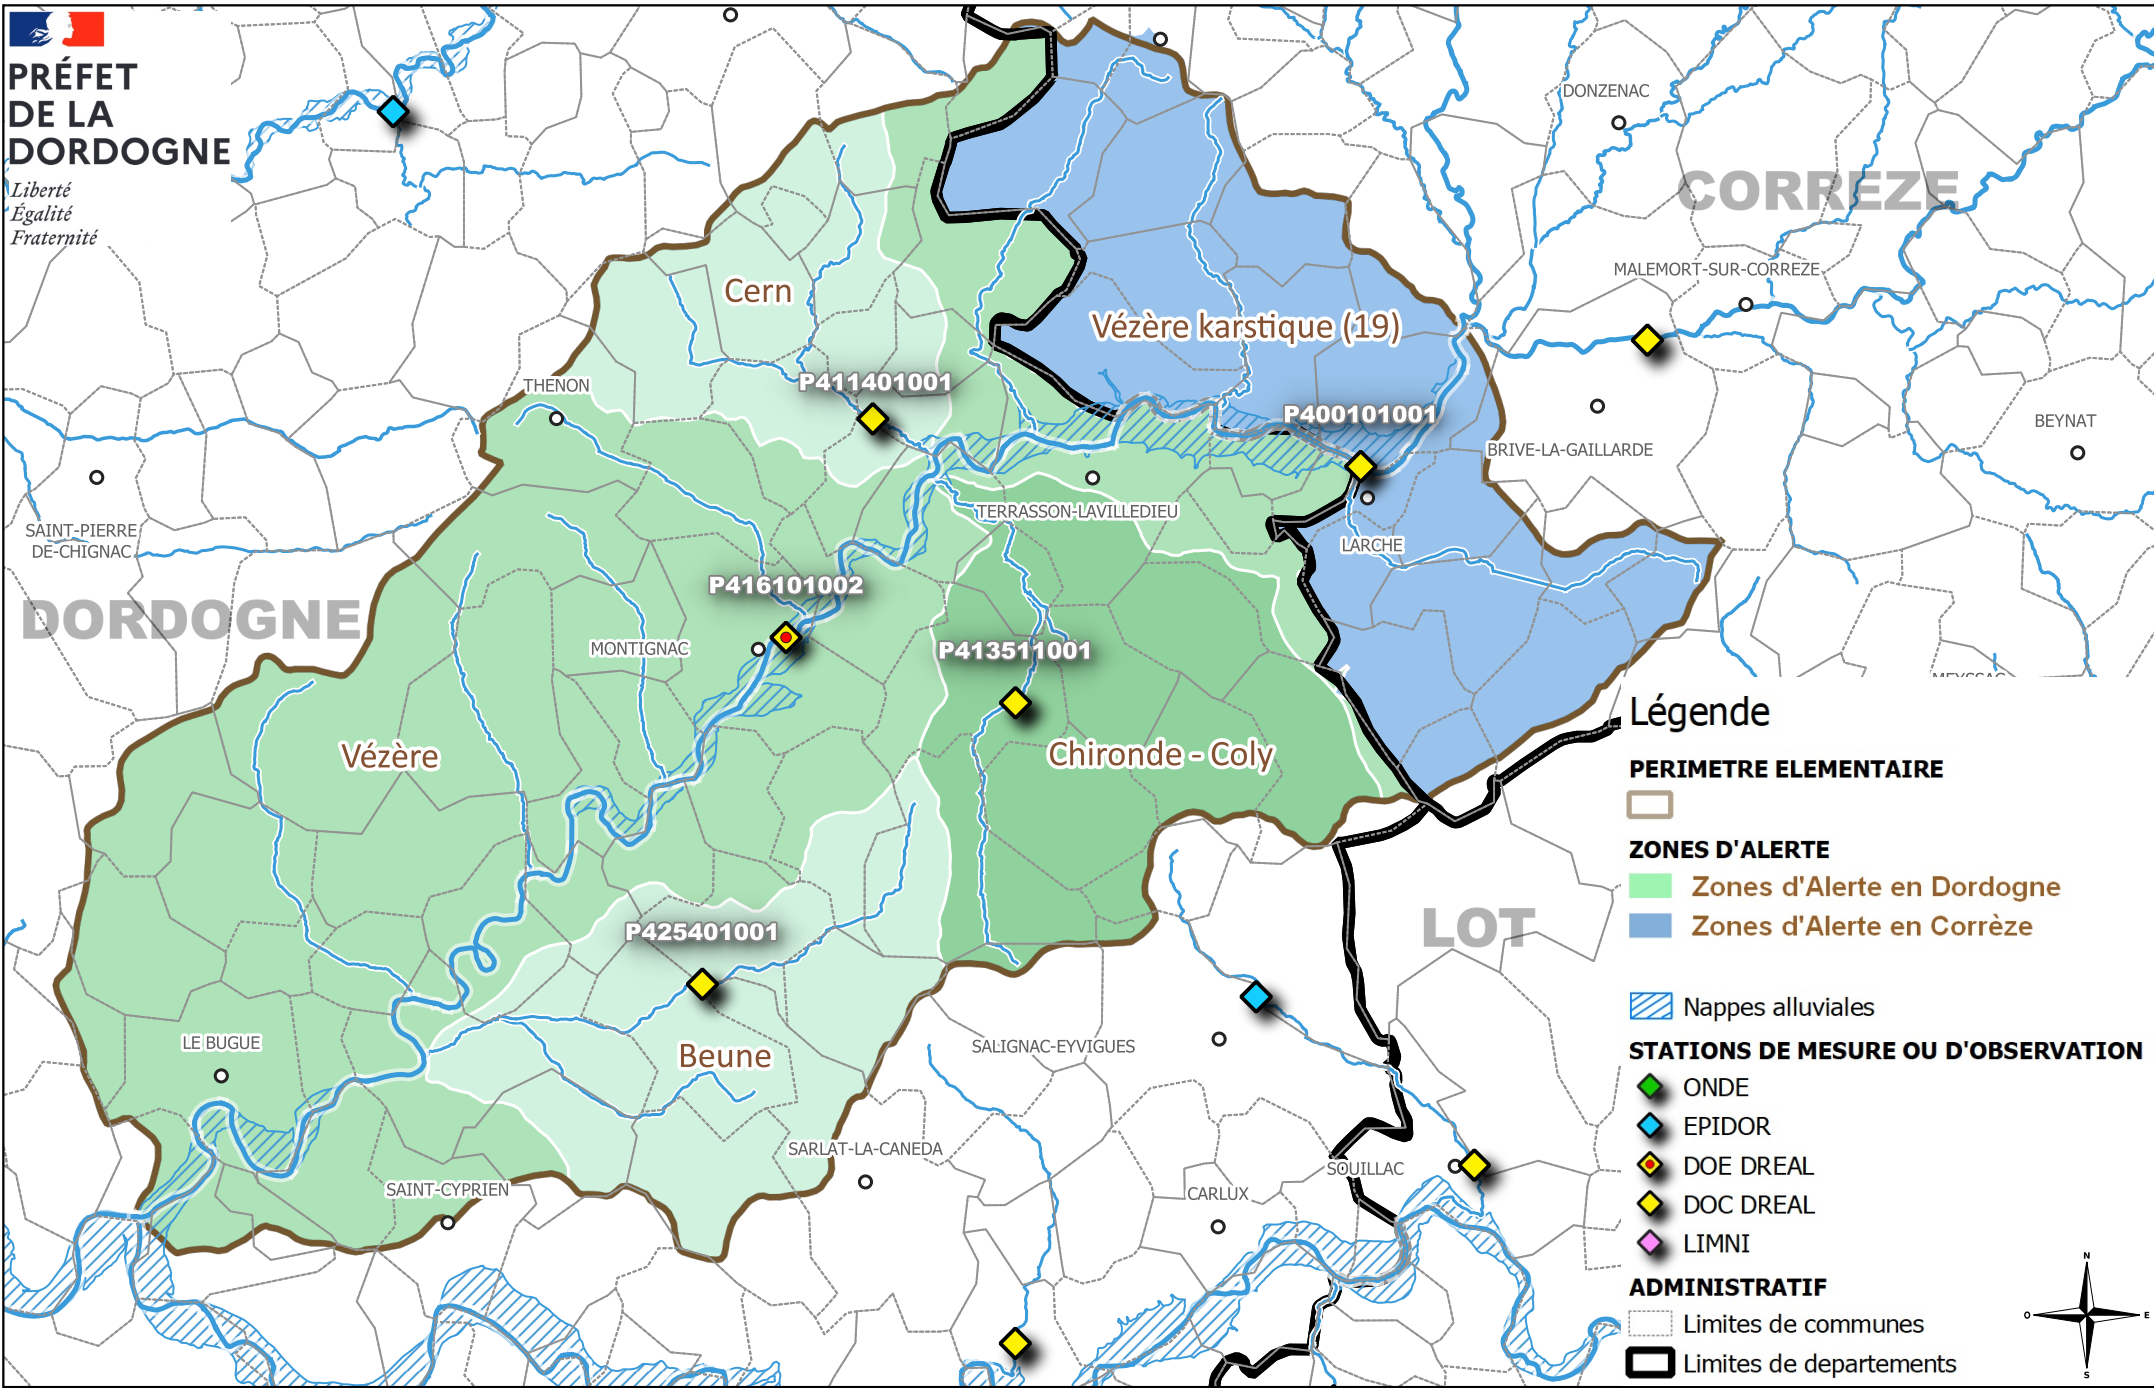 PRÉFET
DE LA
DORDOGNE
Liberté
Égalité
Fraternité
DONZENAC
CORREZE
MALEMORT-SUR-CORREZE
Cern
Vézère karstique (19)
THENON
P411401001
P400101001
BEYNAT
BRIVE-LA-GAILLARDE
SAINT-PIERRE
DE-CHIGNAC
TERRASSON-LAVILLEDIEU
LARCHE
P416101002
DORDOGNE
MONTIGNAC
P413511001
Vézère
Chironde - Coly
P425401001
LOT
LE BUGUE
Beune
SALIGNAC-EYVIGUES
SARLAT-LA-CANEDA
SOUILLAC
SAINT-CYPRIEN
CARLUX
MEYSSAC
Légende
PERIMETRE ELEMENTAIRE
ZONES D'ALERTE
Zones d'Alerte en Dordogne
Zones d'Alerte en Corrèze
Nappes alluviales
STATIONS DE MESURE OU D'OBSERVATION
ONDE
EPIDOR
DOE DREAL
DOC DREAL
LIMNI
ADMINISTRATIF
Limites de communes
Limites de departements
N
O E
S